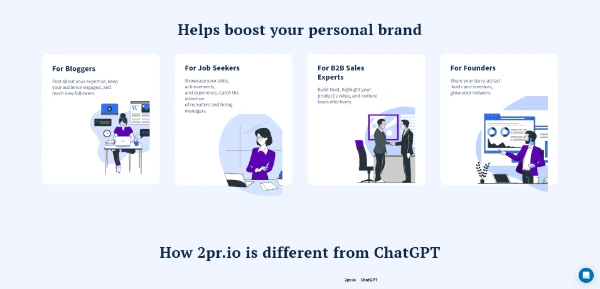 Helps boost your personal brand
For Bloggers
Post about your expertise, keep
your audience engaged, and
reach new followers.
For Job Seekers
Showcase your skills,
achievements,
and experience. Catch the
attention
of recruiters and hiring
managers.
For B2B Sales
Experts
Build trust, highlight your
product's value, and nurture
leads effectively.
For Founders
Share your story, attract
leads and investors,
grow your network.
W
How 2pr.io is different from ChatGPT
2pr.io ChatGPT